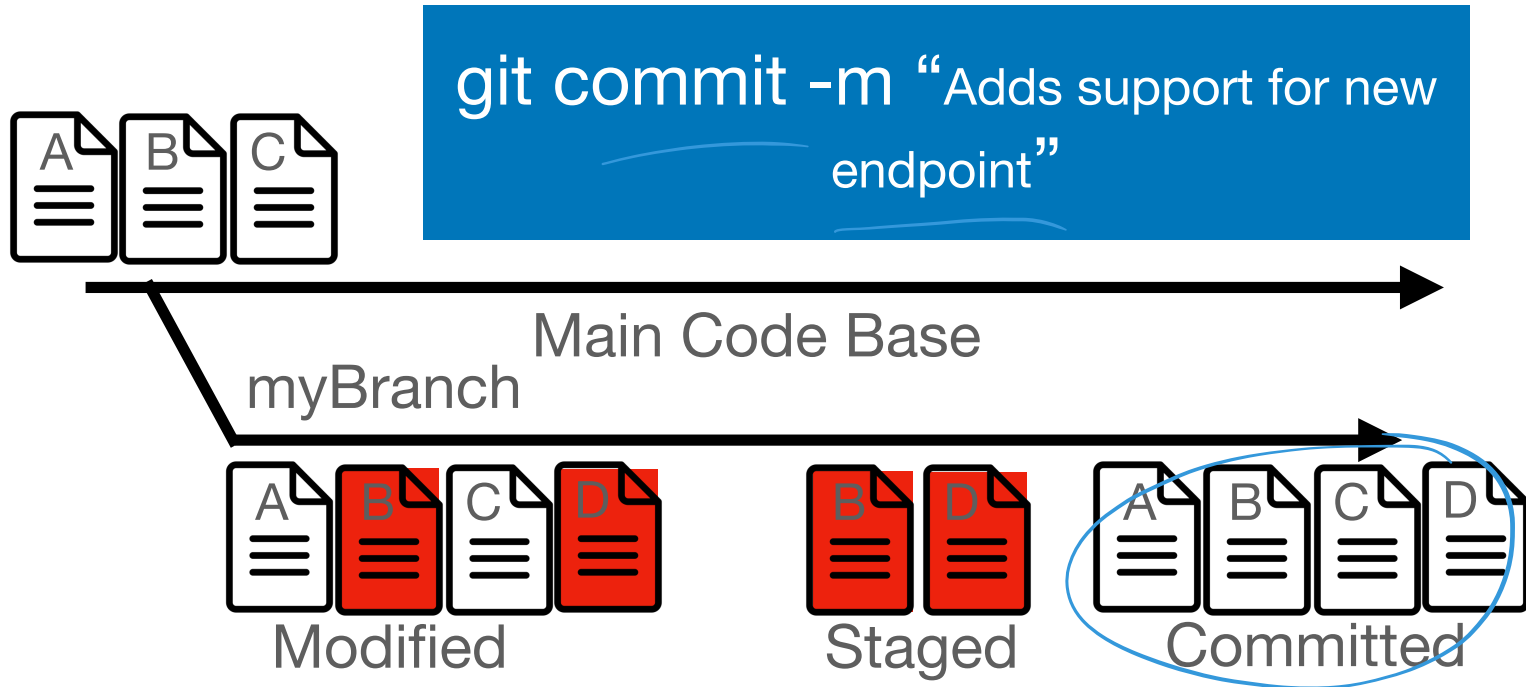 git commit -m “Adds support for new
endpoint”
A B C
Main Code Base
myBranch
A B C D B D A B C D
Modified Staged Committed